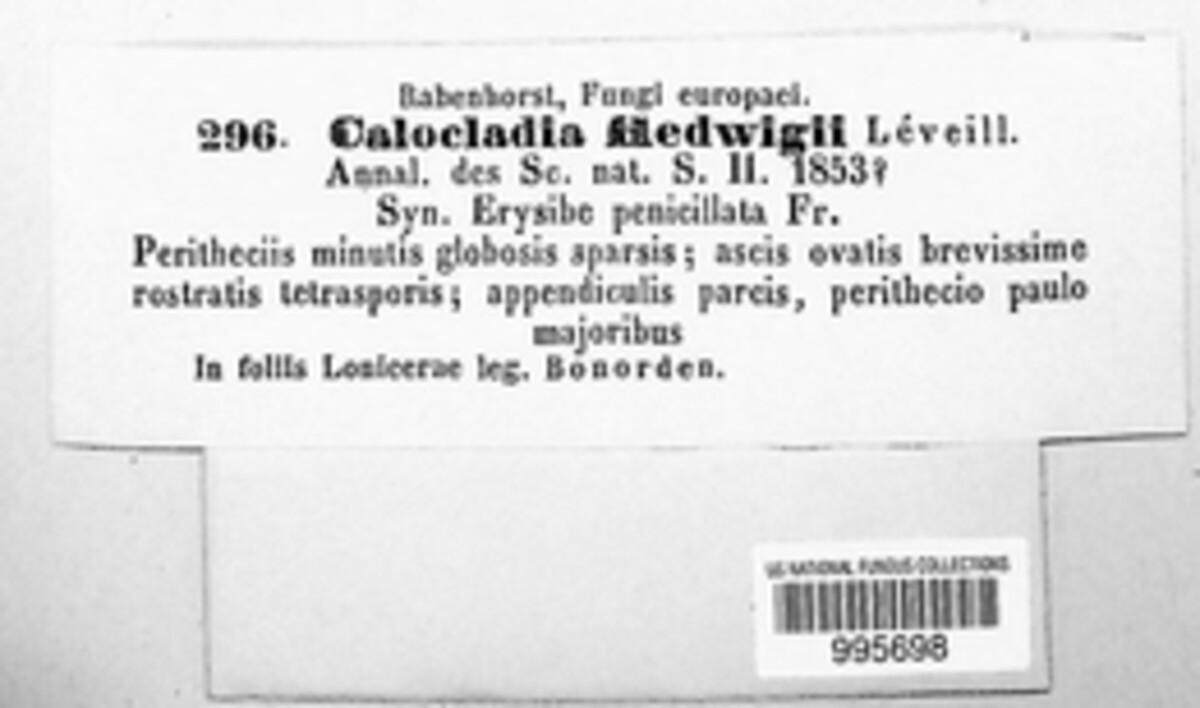 Rabenhorst, Fungi europaei.
296. Calocladia Hedwigii Léveill.
Annal. des Sc. nat. S. II. 1853?
Syn. Erysibe penicillata Fr.
Peritheciis minutis globosis sparsis; ascis ovatis brevissime
rostratis tetrasporis; appendiculis parcis, perithecio paulo
majoribus
In foliis Lonicerae leg. Bonorden.
US NATIONAL FUNGUS COLLECTIONS
995698